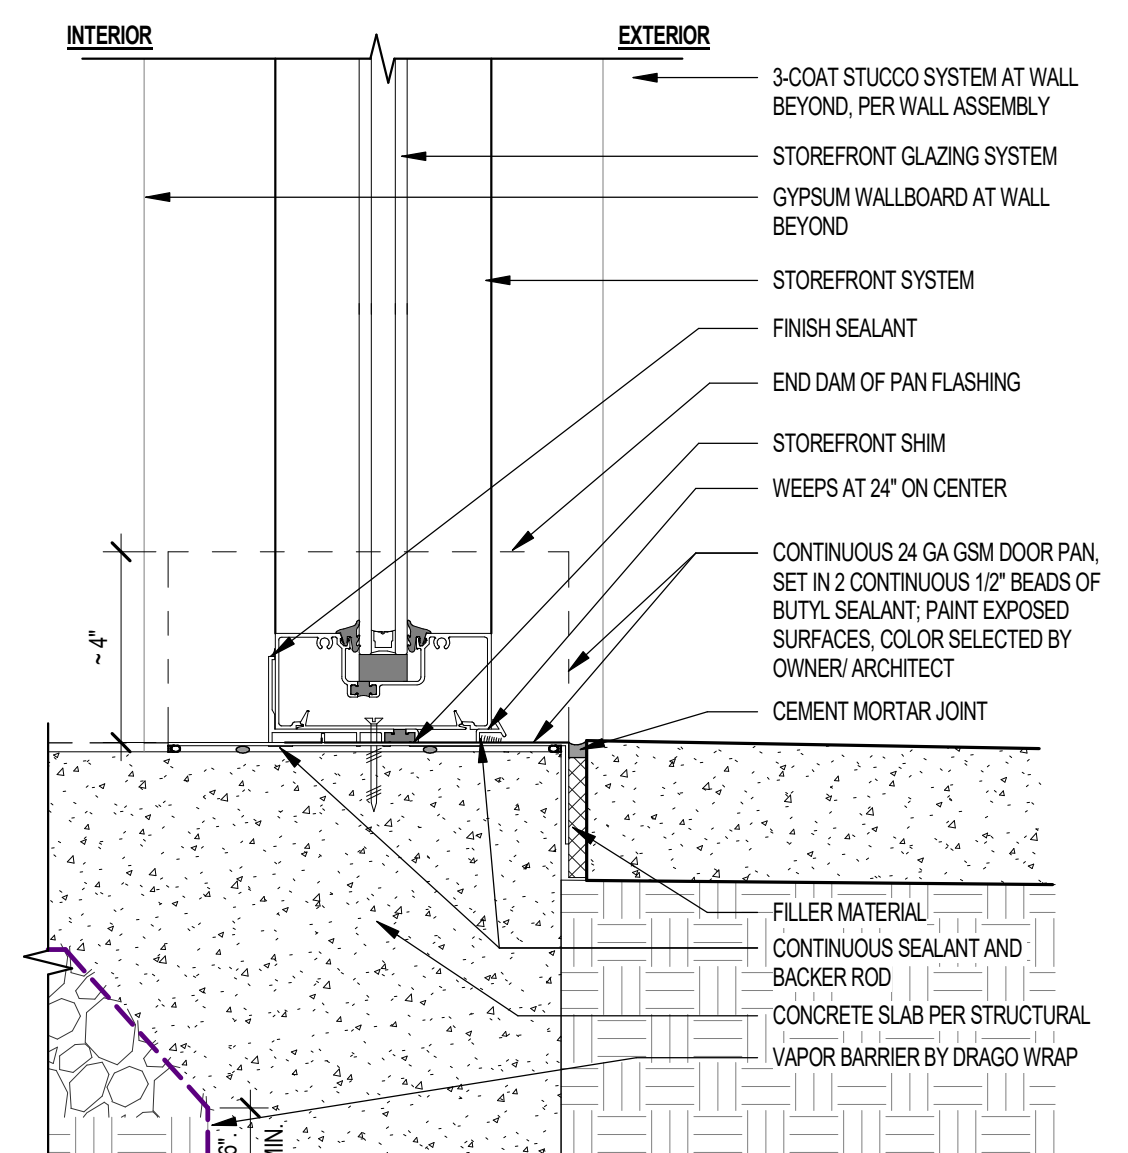 INTERIOR
EXTERIOR
3-COAT STUCCO SYSTEM AT WALL
BEYOND, PER WALL ASSEMBLY
STOREFRONT GLAZING SYSTEM
GYPSUM WALLBOARD AT WALL
BEYOND
STOREFRONT SYSTEM
FINISH SEALANT
END DAM OF PAN FLASHING
STOREFRONT SHIM
WEEPS AT 24" ON CENTER
CONTINUOUS 24 GA GSM DOOR PAN,
SET IN 2 CONTINUOUS 1/2" BEADS OF
BUTYL SEALANT; PAINT EXPOSED
SURFACES, COLOR SELECTED BY
OWNER/ ARCHITECT
~ 4"
CEMENT MORTAR JOINT
FILLER MATERIAL
CONTINUOUS SEALANT AND
BACKER ROD
CONCRETE SLAB PER STRUCTURAL
VAPOR BARRIER BY DRAGO WRAP
6".
MIN.